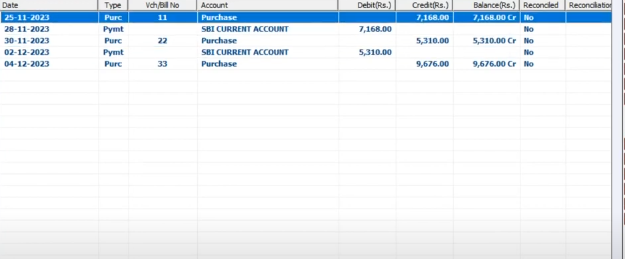 Date Type Vch/Bill No Account Debit(Rs.) Credit(Rs.) Balance(Rs.) Reconciled Reconciliation
25-11-2023 Purc 11 Purchase 7,168.00 7,168.00 Cr No
28-11-2023 Pymt SBI CURRENT ACCOUNT 7,168.00 No
30-11-2023 Purc 22 Purchase 5,310.00 5,310.00 Cr No
02-12-2023 Pymt SBI CURRENT ACCOUNT 5,310.00 No
04-12-2023 Purc 33 Purchase 9,676.00 9,676.00 Cr No